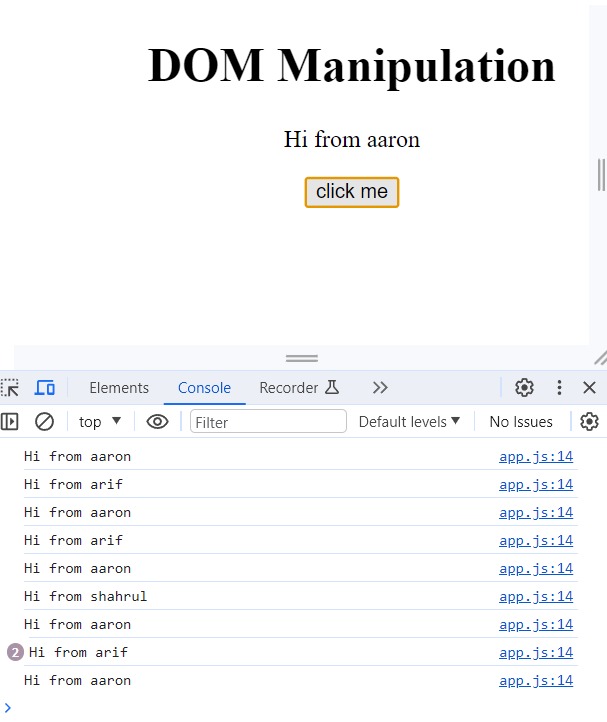 DOM Manipulation
Hi from aaron
click me
Elements Console Recorder
top Filter Default levels No Issues
Hi from aaron app.js:14
Hi from arif app.js:14
Hi from aaron app.js:14
Hi from arif app.js:14
Hi from aaron app.js:14
Hi from shahrul app.js:14
Hi from aaron app.js:14
2 Hi from arif app.js:14
Hi from aaron app.js:14